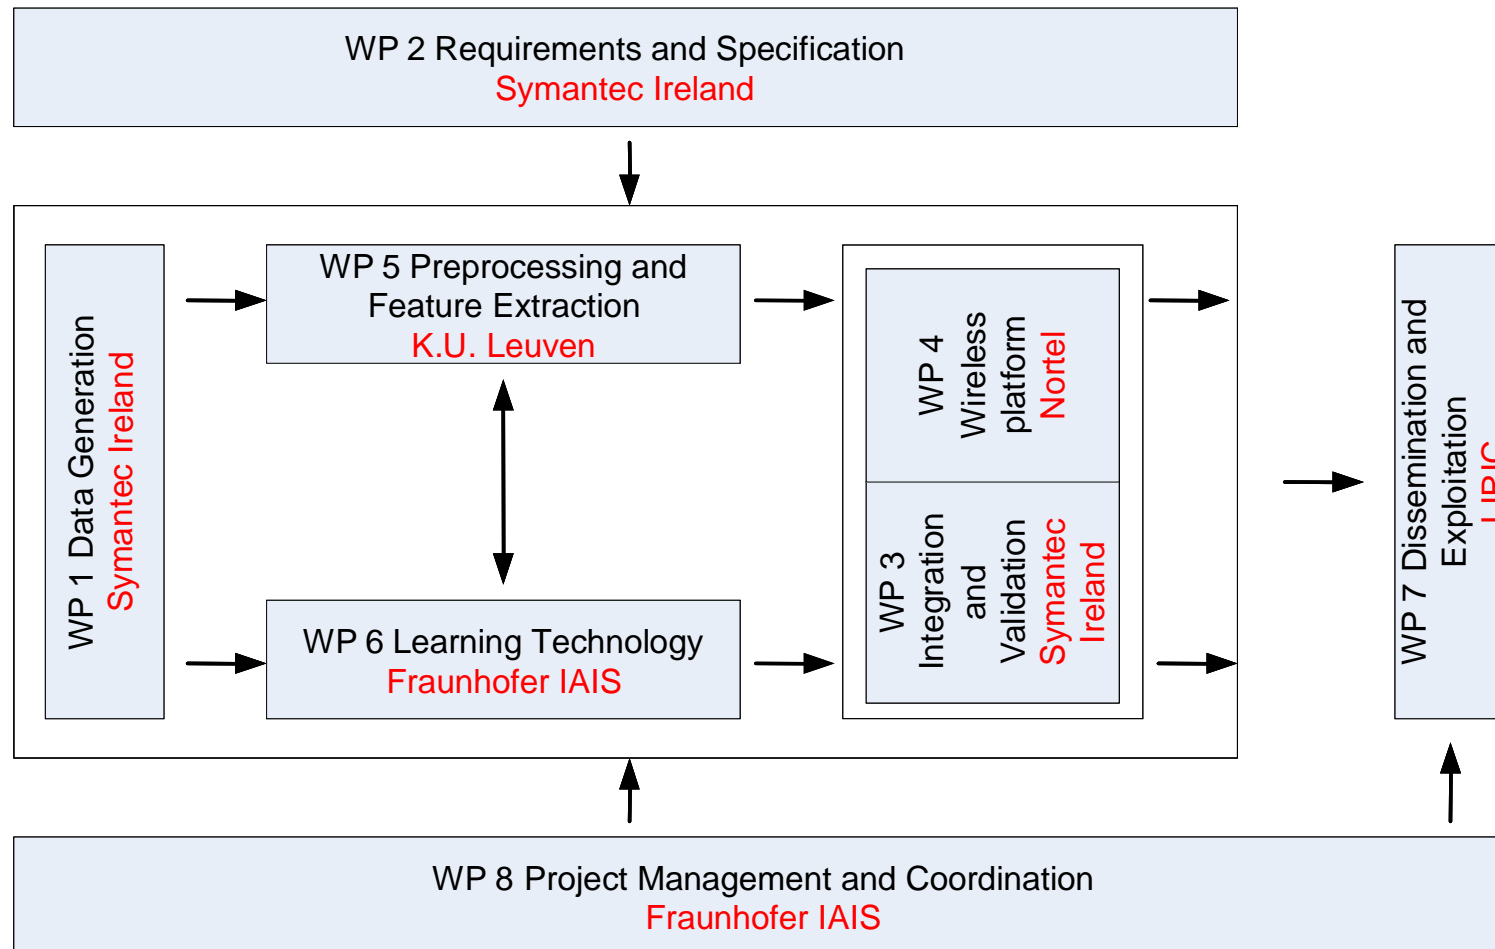 WP 2 Requirements and Specification
Symantec Ireland
WP 1 Data Generation
Symantec Ireland
WP 5 Preprocessing and
Feature Extraction
K.U. Leuven
WP 6 Learning Technology
Fraunhofer IAIS
WP 4
Wireless
platform
Nortel
WP 3
Integration
and
Validation
Symantec
Ireland
WP 7 Dissemination and
Exploitation
WP 8 Project Management and Coordination
Fraunhofer IAIS